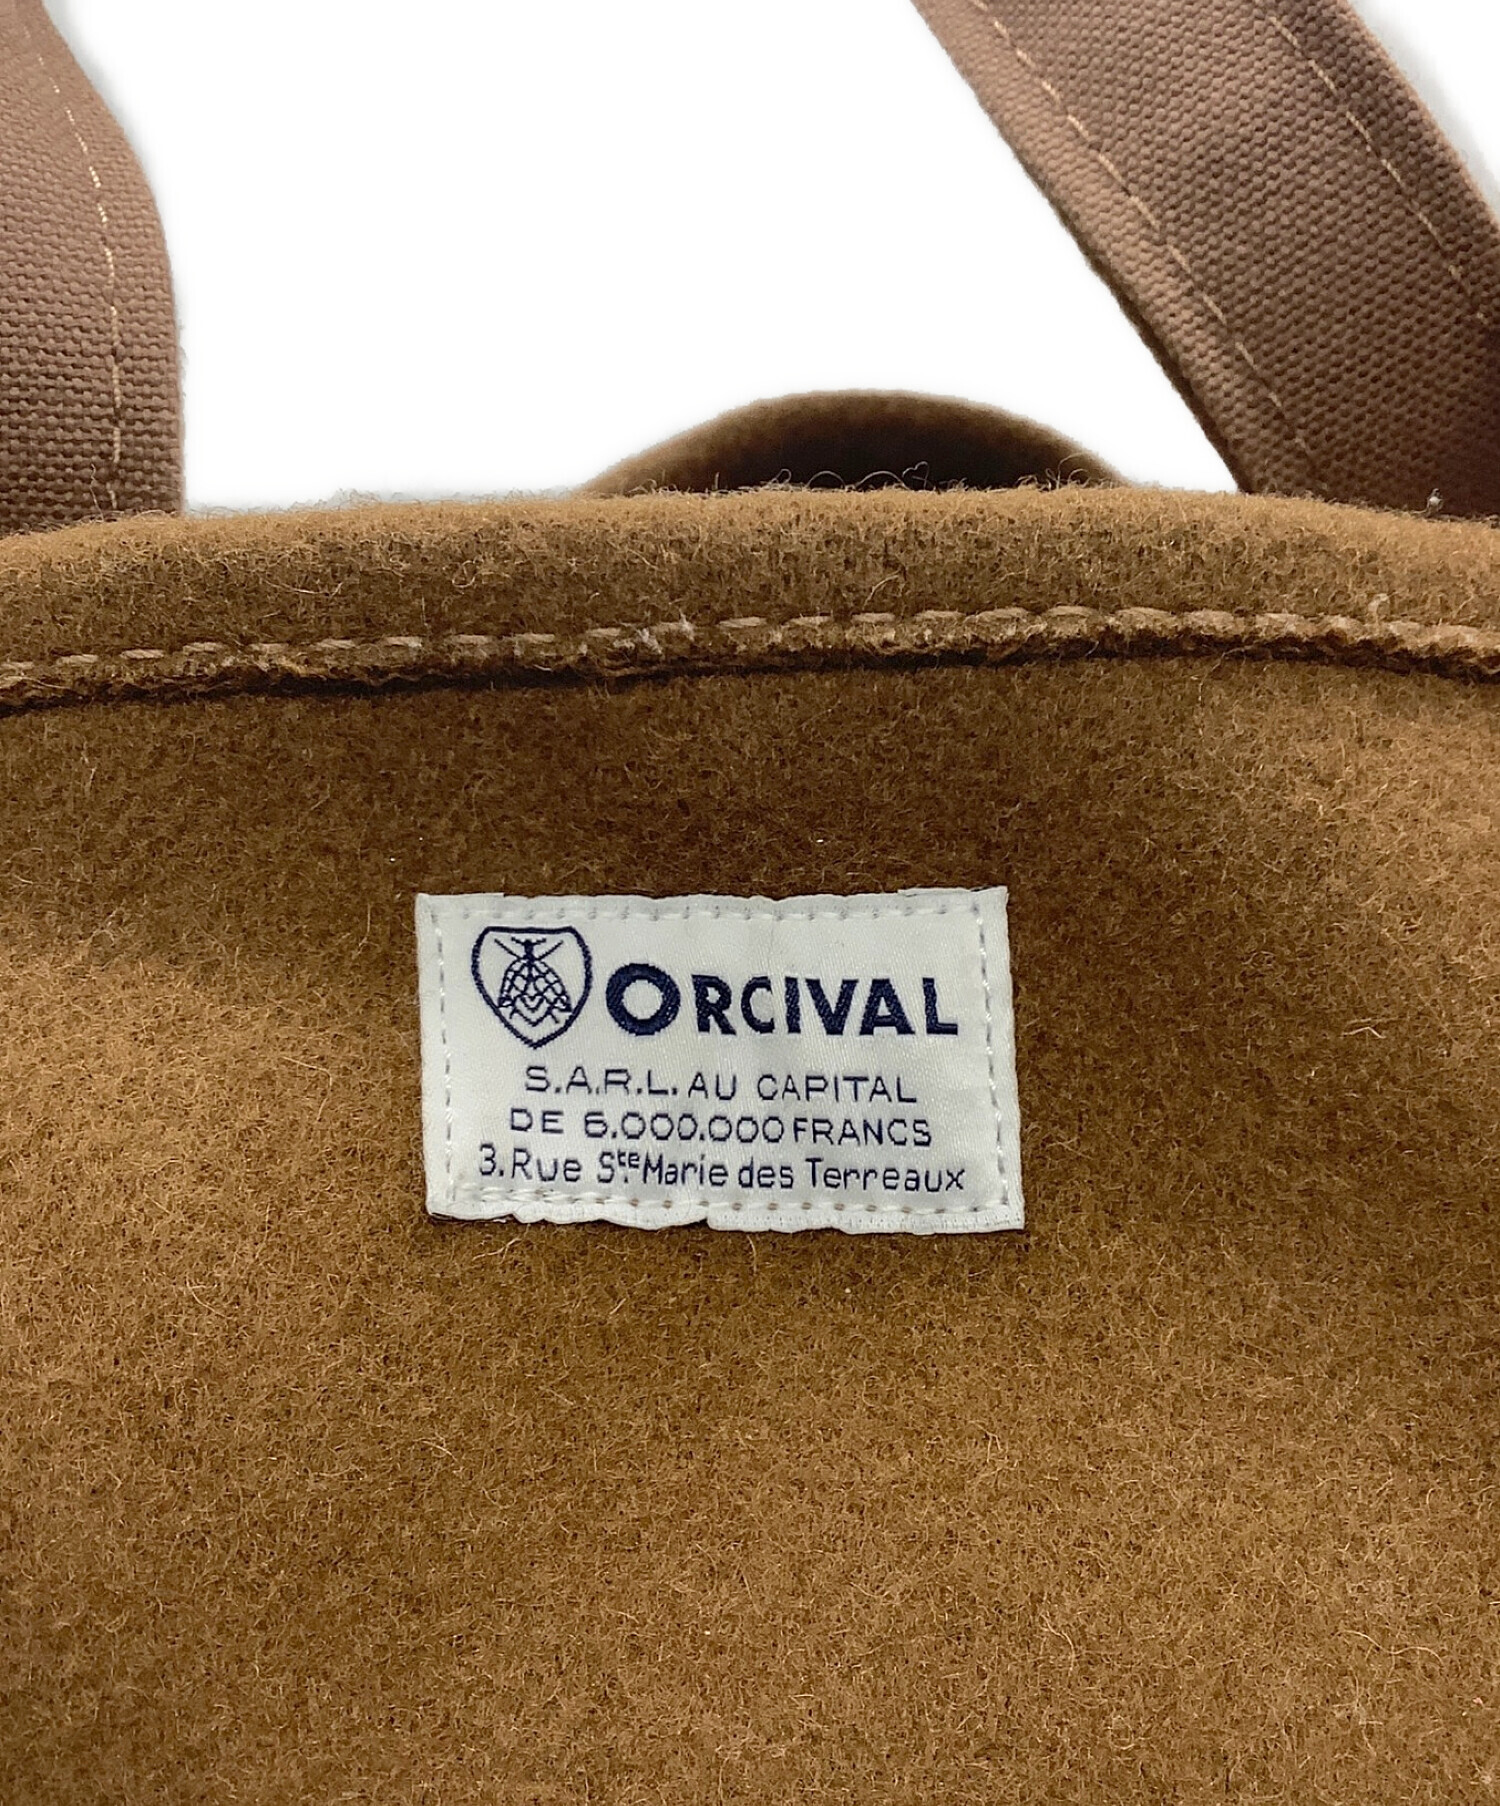 ORCIVAL
S.A.R.L. AU CAPITAL
DE 6.000.000 FRANCS
3. Rue Ste Marie des Terreaux